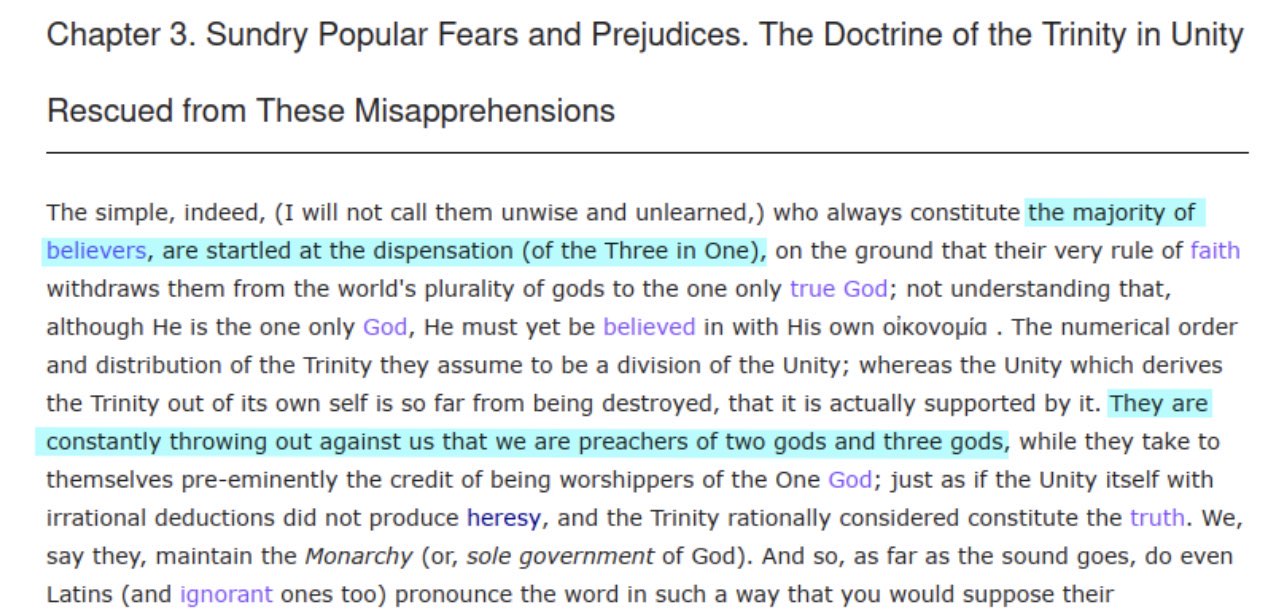 Chapter 3. Sundry Popular Fears and Prejudices. The Doctrine of the Trinity in Unity
Rescued from These Misapprehensions
The simple, indeed, (I will not call them unwise and unlearned,) who always constitute the majority of
believers, are startled at the dispensation (of the Three in One), on the ground that their very rule of faith
withdraws them from the world's plurality of gods to the one only true God; not understanding that,
although He is the one only God, He must yet be believed in with His own οἰκονομία . The numerical order
and distribution of the Trinity they assume to be a division of the Unity; whereas the Unity which derives
the Trinity out of its own self is so far from being destroyed, that it is actually supported by it. They are
constantly throwing out against us that we are preachers of two gods and three gods, while they take to
themselves pre-eminently the credit of being worshippers of the One God; just as if the Unity itself with
irrational deductions did not produce heresy, and the Trinity rationally considered constitute the truth. We,
say they, maintain the Monarchy (or, sole government of God). And so, as far as the sound goes, do even
Latins (and ignorant ones too) pronounce the word in such a way that you would suppose their